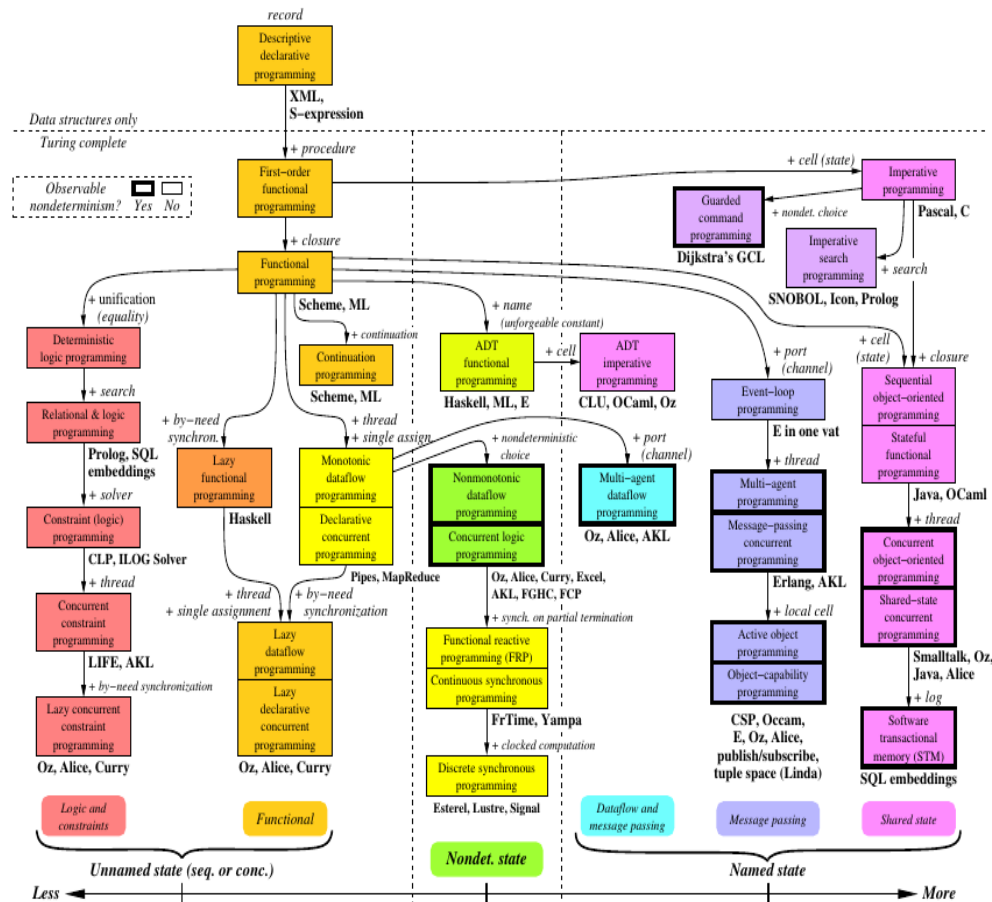 record
Descriptive
declarative
programming
XML,
S−expression
Data structures only
Turing complete
+ procedure
Observable
nondeterminism?
Yes
No
First−order
functional
programming
+ cell (state)
Imperative
programming
Pascal, C
Guarded
command
programming
+ nondet. choice
Dijkstra's GCL
Imperative
search
programming
+ search
SNOBOL, Icon, Prolog
+ closure
Functional
programming
Scheme, ML
+ unification
(equality)
+ continuation
+ name
(unforgeable constant)
Deterministic
logic programming
Continuation
programming
Scheme, ML
ADT
functional
programming
Haskell, ML, E
+ cell
ADT
imperative
programming
CLU, OCaml, Oz
+ port
(channel)
+ cell
(state)
+ closure
+ search
Relational & logic
programming
Prolog, SQL
embeddings
+ by−need
synchron.
+ thread
+ single assign.
+ nondeterministic
choice
+ port
(channel)
Event−loop
programming
E in one vat
Sequential
object−oriented
programming
Stateful
functional
programming
Java, OCaml
+ solver
Lazy
functional
programming
Haskell
Monotonic
dataflow
programming
Declarative
concurrent
programming
Pipes, MapReduce
Nonmonotonic
dataflow
programming
Concurrent logic
programming
Oz, Alice, Curry, Excel,
AKL, FGHC, FCP
Multi−agent
dataflow
programming
Oz, Alice, AKL
+ thread
Multi−agent
programming
Message−passing
concurrent
programming
Erlang, AKL
+ thread
Concurrent
object−oriented
programming
Shared−state
concurrent
programming
Smalltalk, Oz,
Java, Alice
Constraint (logic)
programming
CLP, ILOG Solver
+ thread
Concurrent
constraint
programming
LIFE, AKL
+ by−need synchronization
Lazy concurrent
constraint
programming
Oz, Alice, Curry
+ thread
+ single assignment
+ by−need
synchronization
Lazy
dataflow
programming
Lazy
declarative
concurrent
programming
Oz, Alice, Curry
+ synch. on partial termination
Functional reactive
programming (FRP)
Continuous synchronous
programming
FrTime, Yampa
+ clocked computation
Discrete synchronous
programming
Esterel, Lustre, Signal
+ local cell
Active object
programming
Object−capability
programming
CSP, Occam,
E, Oz, Alice,
publish/subscribe,
tuple space (Linda)
+ log
Software
transactional
memory (STM)
SQL embeddings
Logic and
constraints
Functional
Dataflow and
message passing
Message passing
Shared state
Unnamed state (seq. or conc.)
Nondet. state
Named state
Less
More